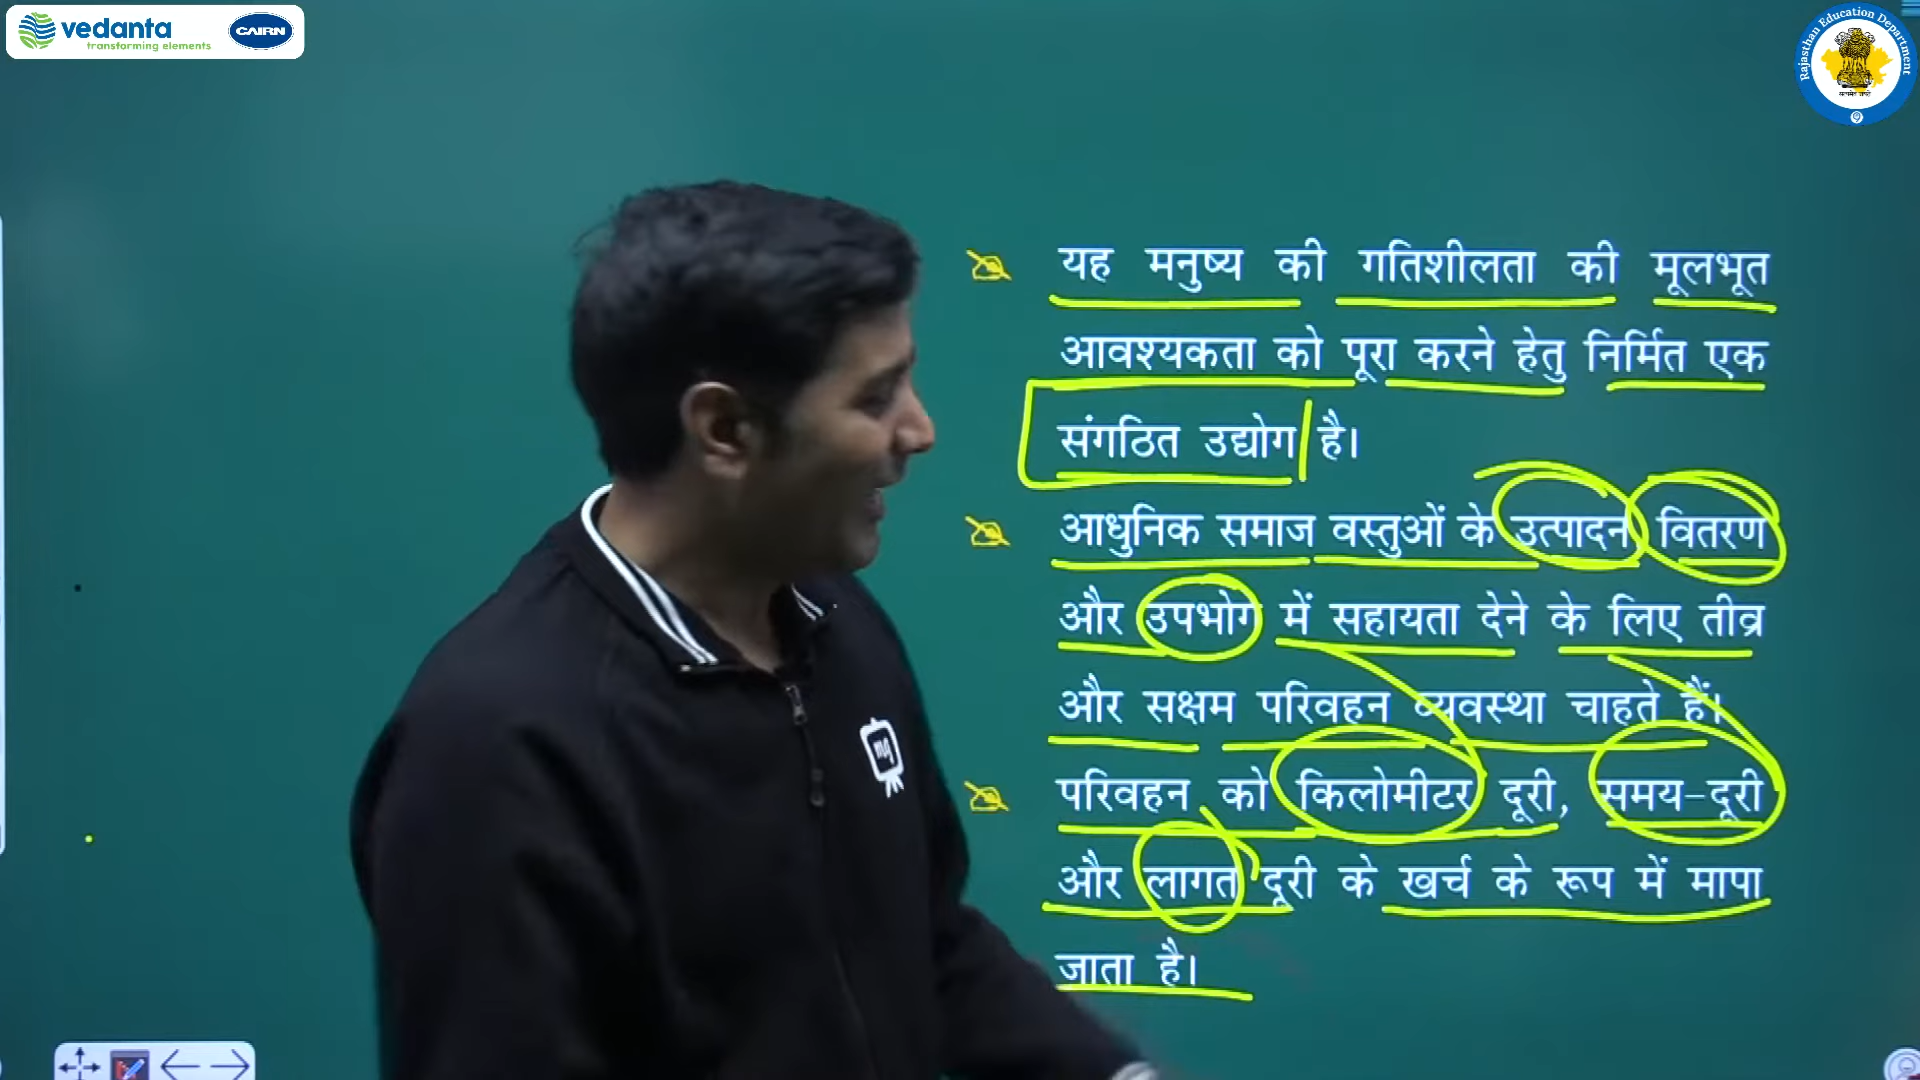 vedanta
transforming elements
CAIRN
Rajasthan Education Department
यह मनुष्य की गतिशीलता की मूलभूत
आवश्यकता को पूरा करने हेतु निर्मित एक
संगठित उद्योग है।
आधुनिक समाज वस्तुओं के उत्पादन वितरण
और उपभोग में सहायता देने के लिए तीव्र
और सक्षम परिवहन व्यवस्था चाहते हैं।
परिवहन को किलोमीटर दूरी, समय-दूरी
और लागत दूरी के खर्च के रूप में मापा
जाता है।
mq